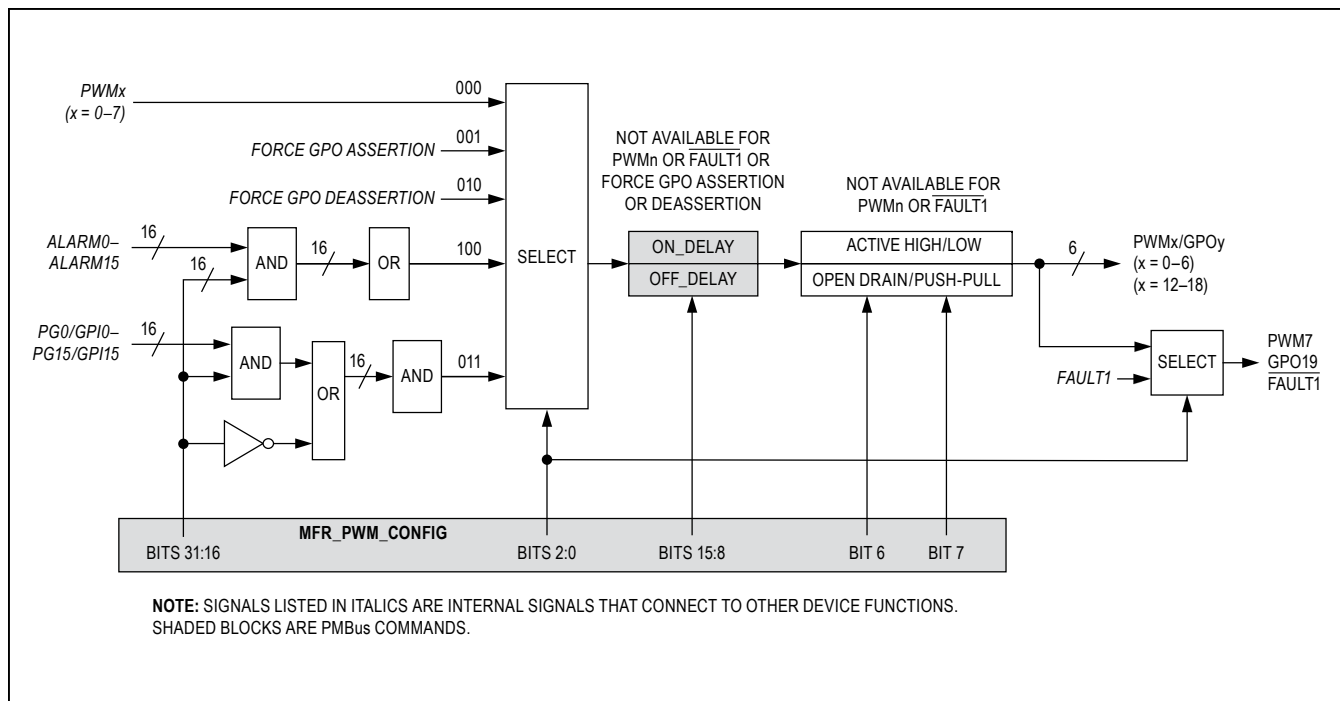 PWMx
(x = 0–7)
000
FORCE GPO ASSERTION
001
FORCE GPO DEASSERTION
010
ALARM0–
ALARM15
16
16
AND
16
OR
100
PG0/GPI0–
PG15/GPI15
16
AND
OR
16
AND
011
SELECT
NOT AVAILABLE FOR
PWMn OR FAULT1 OR
FORCE GPO ASSERTION
OR DEASSERTION
ON_DELAY
OFF_DELAY
NOT AVAILABLE FOR
PWMn OR FAULT1
ACTIVE HIGH/LOW
OPEN DRAIN/PUSH-PULL
6
PWMx/GPOy
(x = 0–6)
(x = 12–18)
FAULT1
SELECT
PWM7
GPO19
FAULT1
MFR_PWM_CONFIG
BITS 31:16
BITS 2:0
BITS 15:8
BIT 6
BIT 7
NOTE: SIGNALS LISTED IN ITALICS ARE INTERNAL SIGNALS THAT CONNECT TO OTHER DEVICE FUNCTIONS.
SHADED BLOCKS ARE PMBus COMMANDS.